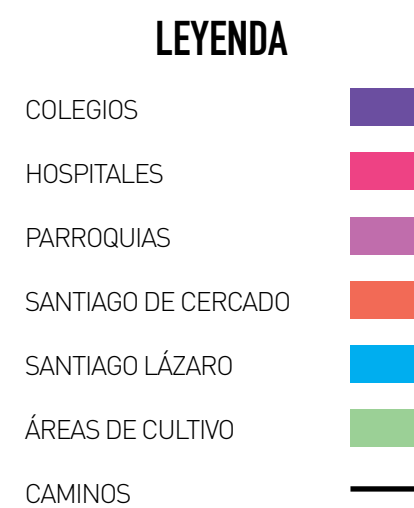 LEYENDA
COLEGIOS
HOSPITALES
PARROQUIAS
SANTIAGO DE CERCADO
SANTIAGO LÁZARO
ÁREAS DE CULTIVO
CAMINOS